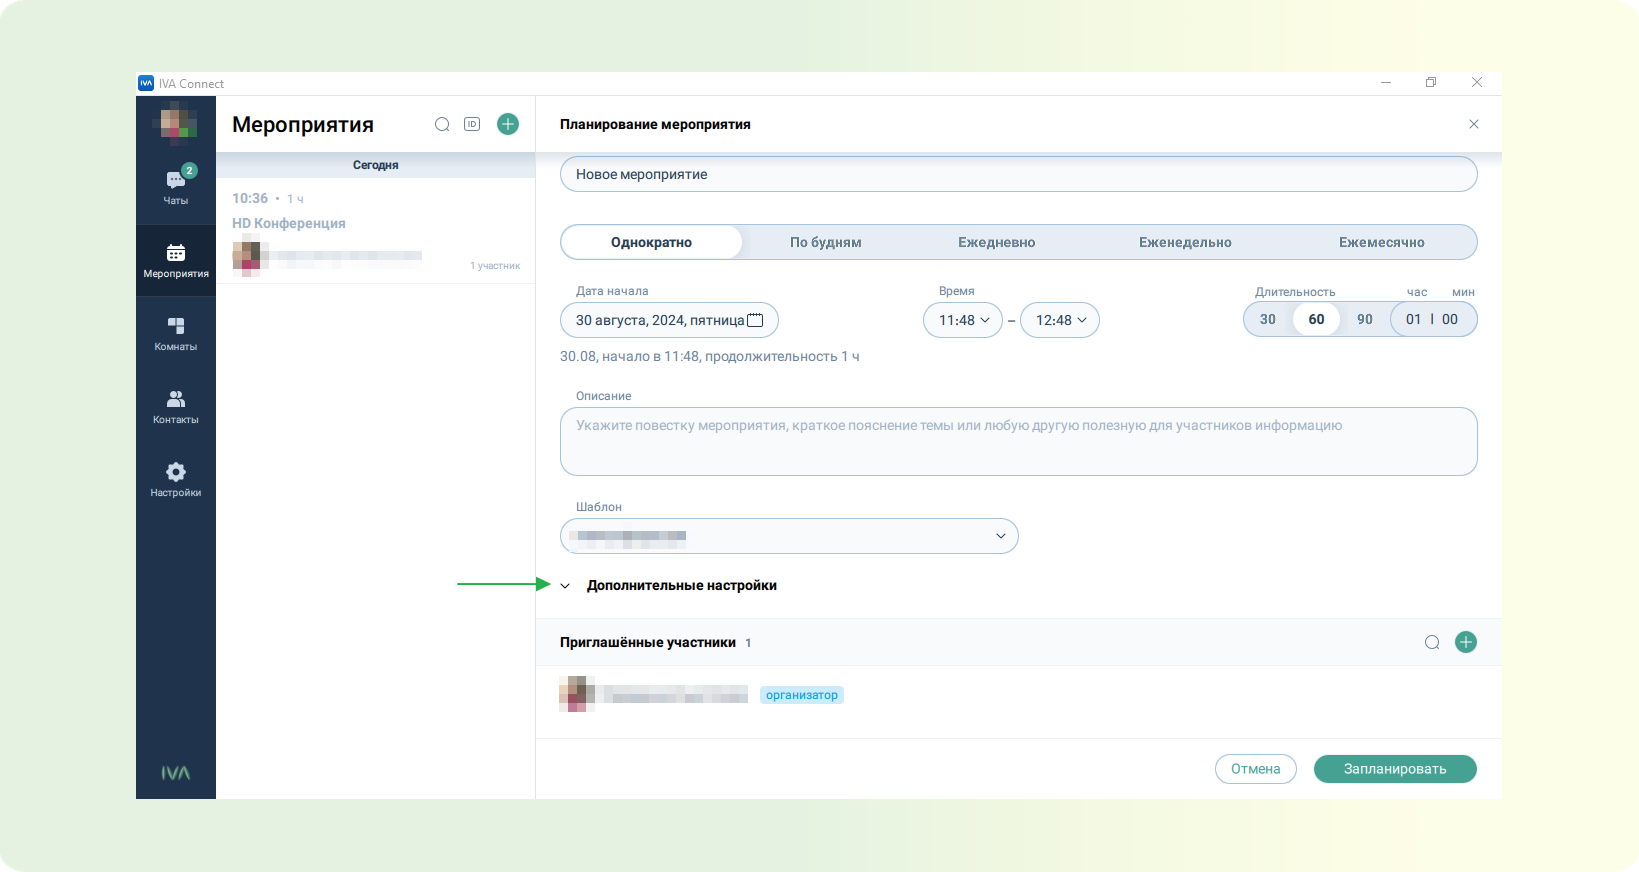 IVA IVA Connect
Мероприятия
ID
Сегодня
10:36 • 1 ч
HD Конференция
1 участник
2
Чаты
Мероприятия
Комнаты
Контакты
Настройки
IVA
Планирование мероприятия
Новое мероприятие
Однократно По будням Ежедневно Еженедельно Ежемесячно
Дата начала Время Длительность час мин
30 августа, 2024, пятница 11:48 – 12:48 30 60 90 01 | 00
30.08, начало в 11:48, продолжительность 1 ч
Описание
Укажите повестку мероприятия, краткое пояснение темы или любую другую полезную для участников информацию
Шаблон
Дополнительные настройки
Приглашённые участники 1
организатор
Отмена Запланировать